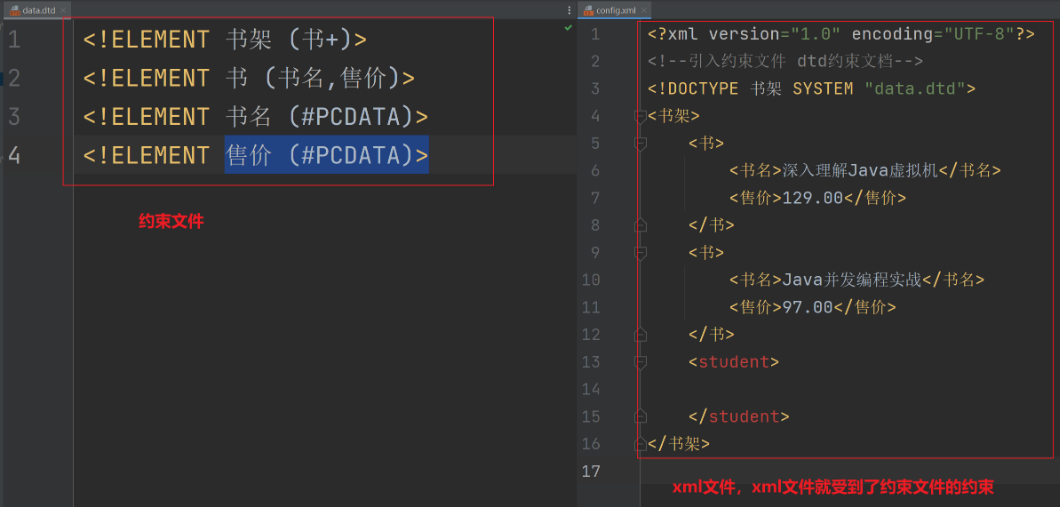 data.dtd
1 <!ELEMENT 书架 (书+)>
2 <!ELEMENT 书 (书名,售价)>
3 <!ELEMENT 书名 (#PCDATA)>
4 <!ELEMENT 售价 (#PCDATA)>
约束文件
config.xml
1 <?xml version="1.0" encoding="UTF-8"?>
2 <!--引入约束文件 dtd约束文档-->
3 <!DOCTYPE 书架 SYSTEM "data.dtd">
4 <书架>
5 <书>
6 <书名>深入理解Java虚拟机</书名>
7 <售价>129.00</售价>
8 </书>
9 <书>
10 <书名>Java并发编程实战</书名>
11 <售价>97.00</售价>
12 </书>
13 <student>
14
15 </student>
16 </书架>
17
xml文件，xml文件就受到了约束文件的约束